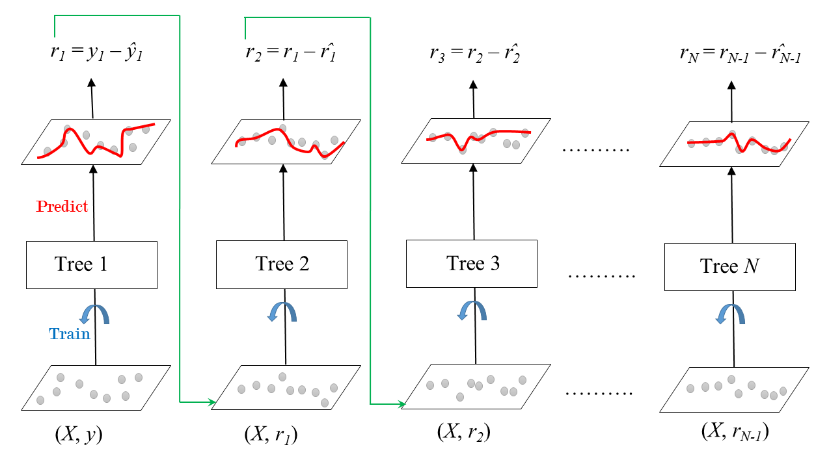 r1 = y1 – ŷ1
r2 = r1 – r̂1
r3 = r2 – r̂2
rN = rN-1 – r̂N-1
..........
Predict
Tree 1
Tree 2
Tree 3
..........
Tree N
Train
..........
(X, y)
(X, r1)
(X, r2)
(X, rN-1)